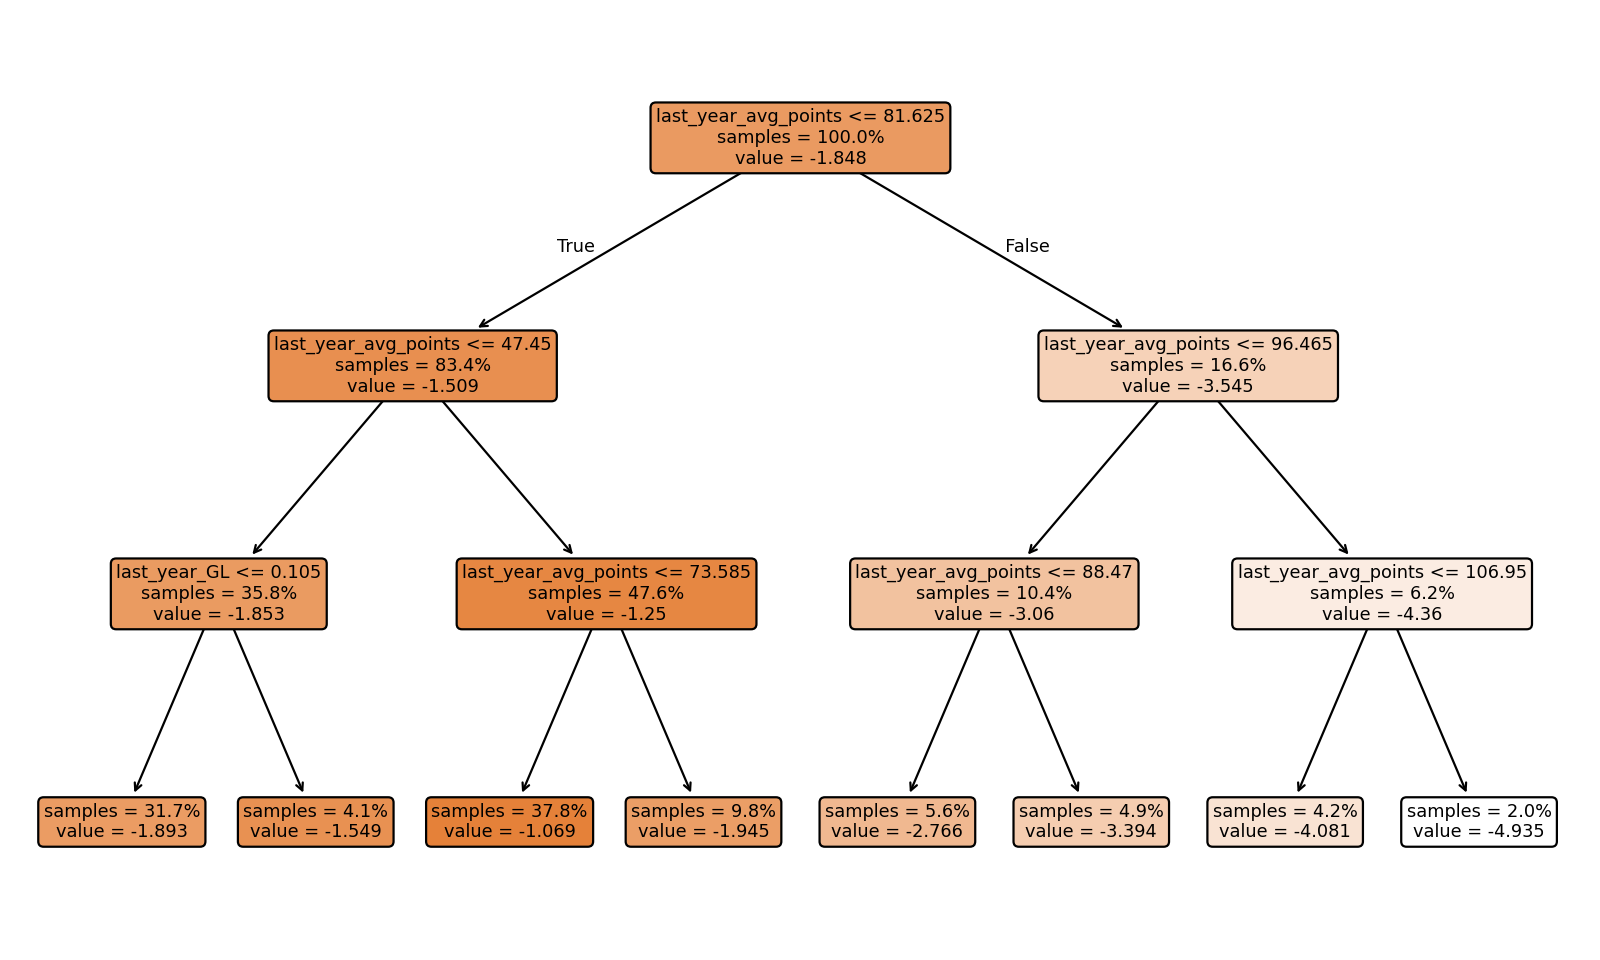 last_year_avg_points <= 81.625
samples = 100.0%
value = -1.848
True
False
last_year_avg_points <= 47.45
samples = 83.4%
value = -1.509
last_year_avg_points <= 96.465
samples = 16.6%
value = -3.545
last_year_GL <= 0.105
samples = 35.8%
value = -1.853
last_year_avg_points <= 73.585
samples = 47.6%
value = -1.25
last_year_avg_points <= 88.47
samples = 10.4%
value = -3.06
last_year_avg_points <= 106.95
samples = 6.2%
value = -4.36
samples = 31.7%
value = -1.893
samples = 4.1%
value = -1.549
samples = 37.8%
value = -1.069
samples = 9.8%
value = -1.945
samples = 5.6%
value = -2.766
samples = 4.9%
value = -3.394
samples = 4.2%
value = -4.081
samples = 2.0%
value = -4.935